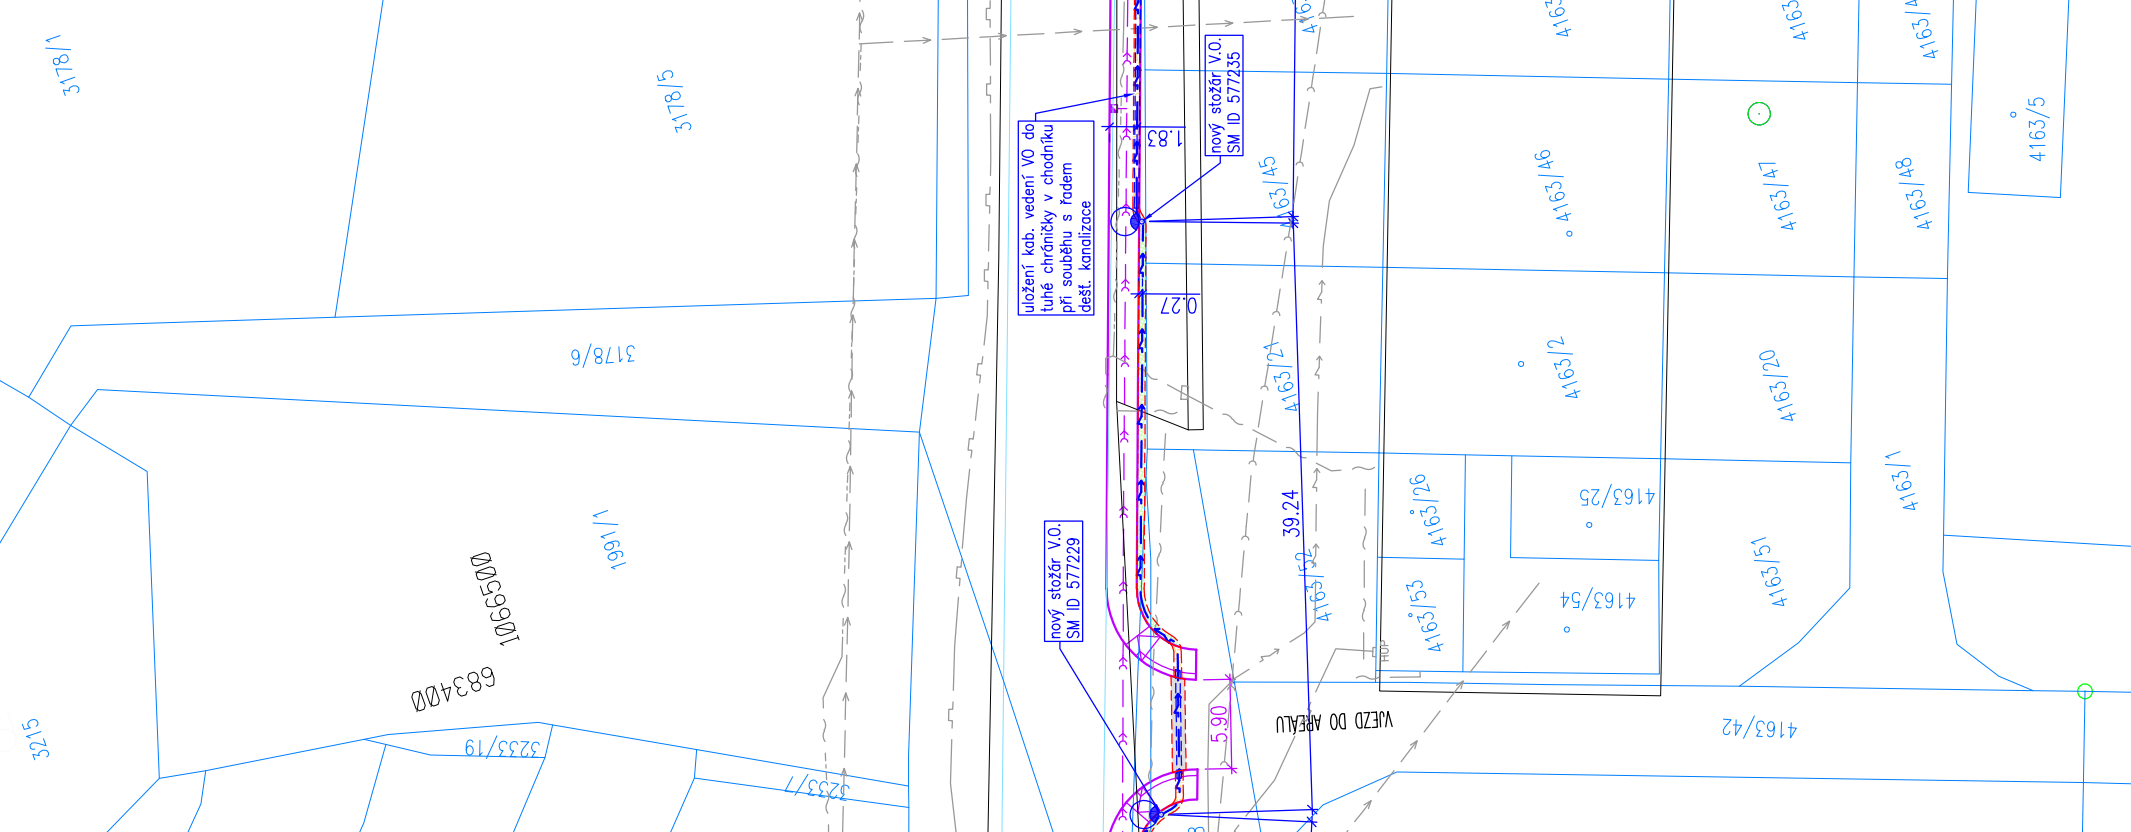 3178/1
3178/5
3178/6
1991/1
1066500
683400
3215
3233/19
3233/7
uložení kab. vedení VO do
tuhé chráničky v chodníku
při souběhu s řadem
dešť. kanalizace
nový stožár V.O.
SM ID 577235
1.83
0.27
nový stožár V.O.
SM ID 577229
39.24
5.90
VJEZD DO AREÁLU
HUP
4163/45
4163/46
4163/47
4163/48
4163/5
4163/21
4163/2
4163/20
4163/1
4163/26
4163/25
4163/52
4163/53
4163/54
4163/51
4163/42